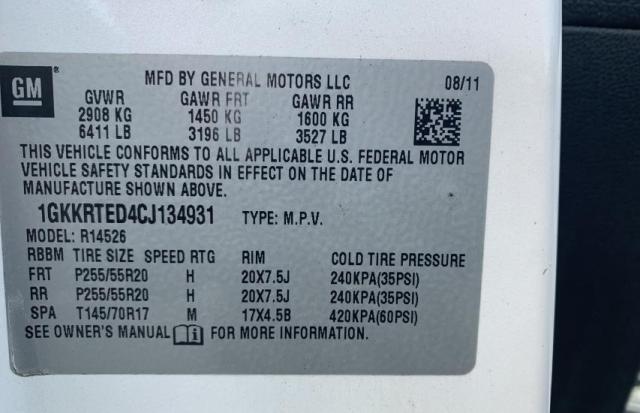 GM ®
MFD BY GENERAL MOTORS LLC 08/11
GVWR GAWR FRT GAWR RR
2908 KG 1450 KG 1600 KG
6411 LB 3196 LB 3527 LB
THIS VEHICLE CONFORMS TO ALL APPLICABLE U.S. FEDERAL MOTOR
VEHICLE SAFETY STANDARDS IN EFFECT ON THE DATE OF
MANUFACTURE SHOWN ABOVE.
1GKKRTED4CJ134931 TYPE: M.P.V.
MODEL: R14526
RBBM TIRE SIZE SPEED RTG RIM COLD TIRE PRESSURE
FRT P255/55R20 H 20X7.5J 240KPA(35PSI)
RR P255/55R20 H 20X7.5J 240KPA(35PSI)
SPA T145/70R17 M 17X4.5B 420KPA(60PSI)
SEE OWNER'S MANUAL FOR MORE INFORMATION.